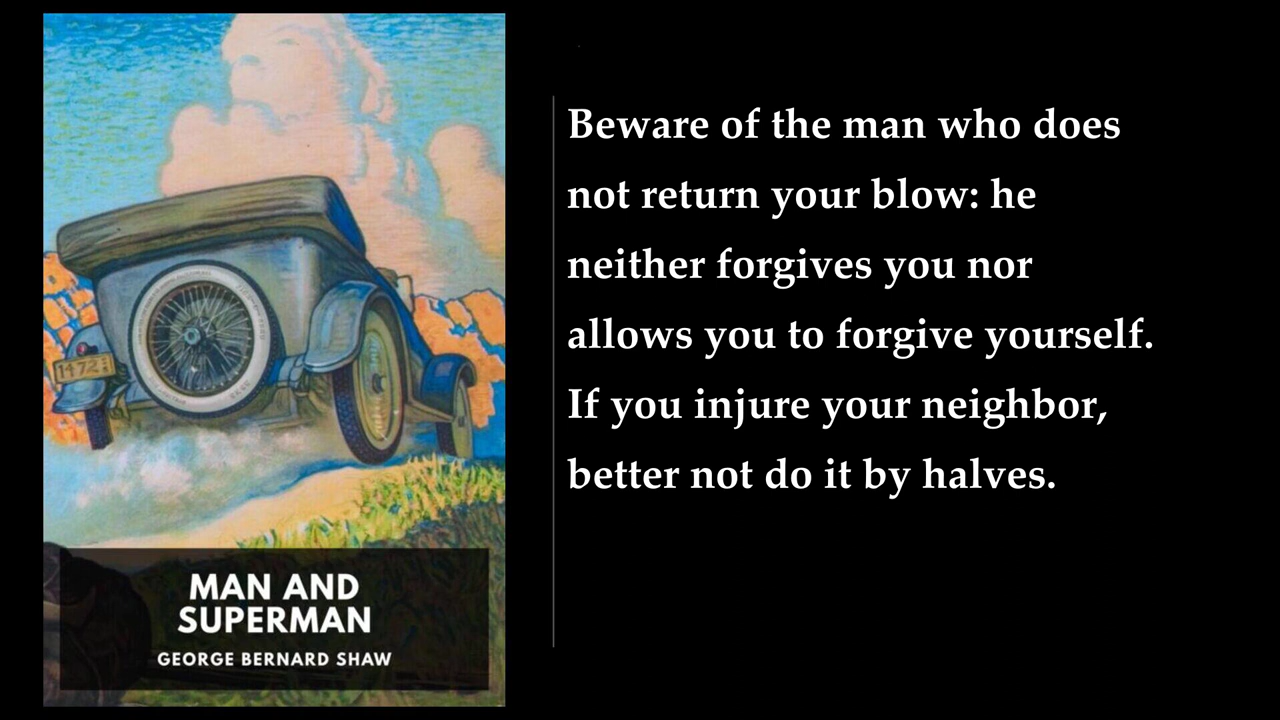 Beware of the man who does
not return your blow: he
neither forgives you nor
allows you to forgive yourself.
If you injure your neighbor,
better not do it by halves.
1472
MAN AND
SUPERMAN
GEORGE BERNARD SHAW